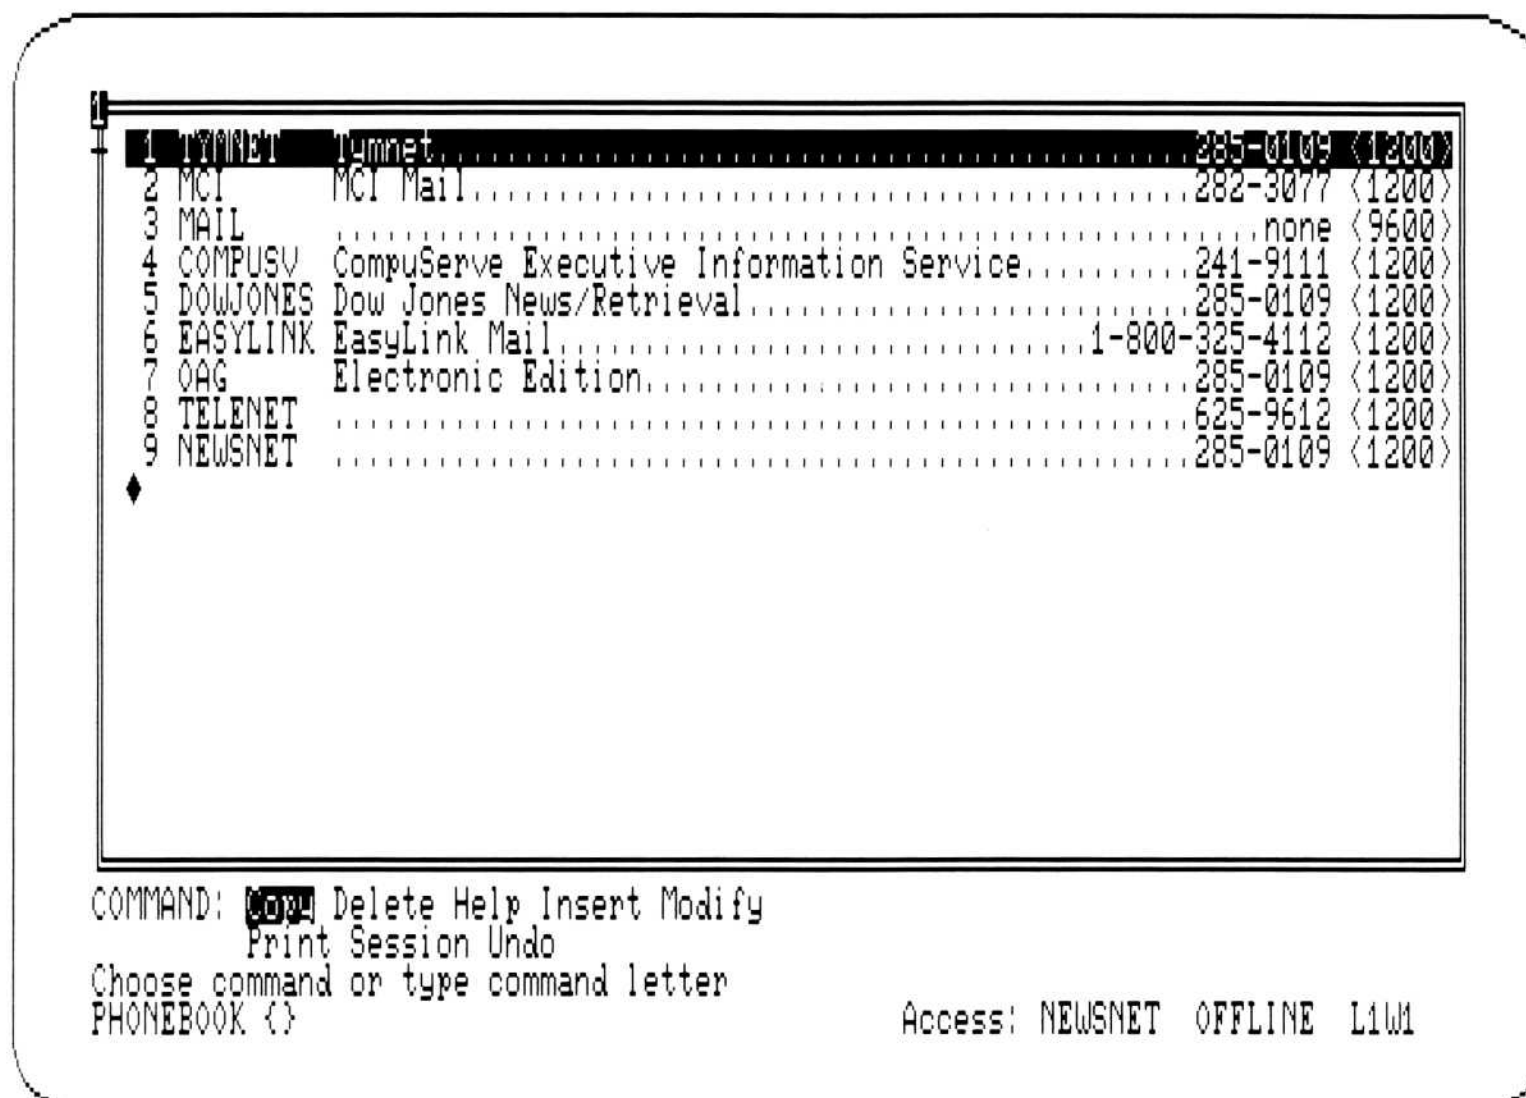 1
1 TYMNET Tymnet................................................285-0109 <1200>
2 MCI MCI Mail..............................................282-3077 <1200>
3 MAIL ......................................................none <9600>
4 COMPUSV CompuServe Executive Information Service..........241-9111 <1200>
5 DOWJONES Dow Jones News/Retrieval..........................285-0109 <1200>
6 EASYLINK EasyLink Mail...............................1-800-325-4112 <1200>
7 OAG Electronic Edition................................285-0109 <1200>
8 TELENET ..................................................625-9612 <1200>
9 NEWSNET ..................................................285-0109 <1200>
COMMAND: Copy Delete Help Insert Modify
Print Session Undo
Choose command or type command letter
PHONEBOOK {} Access: NEWSNET OFFLINE L1W1